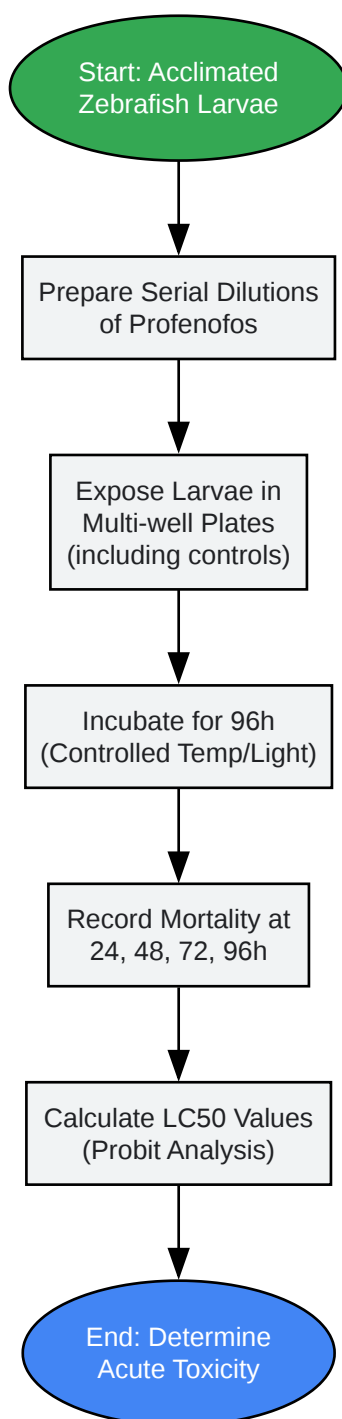 Start: Acclimated
Zebrafish Larvae
Prepare Serial Dilutions
of Profenofos
Expose Larvae in
Multi-well Plates
(including controls)
Incubate for 96h
(Controlled Temp/Light)
Record Mortality at
24, 48, 72, 96h
Calculate LC50 Values
(Probit Analysis)
End: Determine
Acute Toxicity